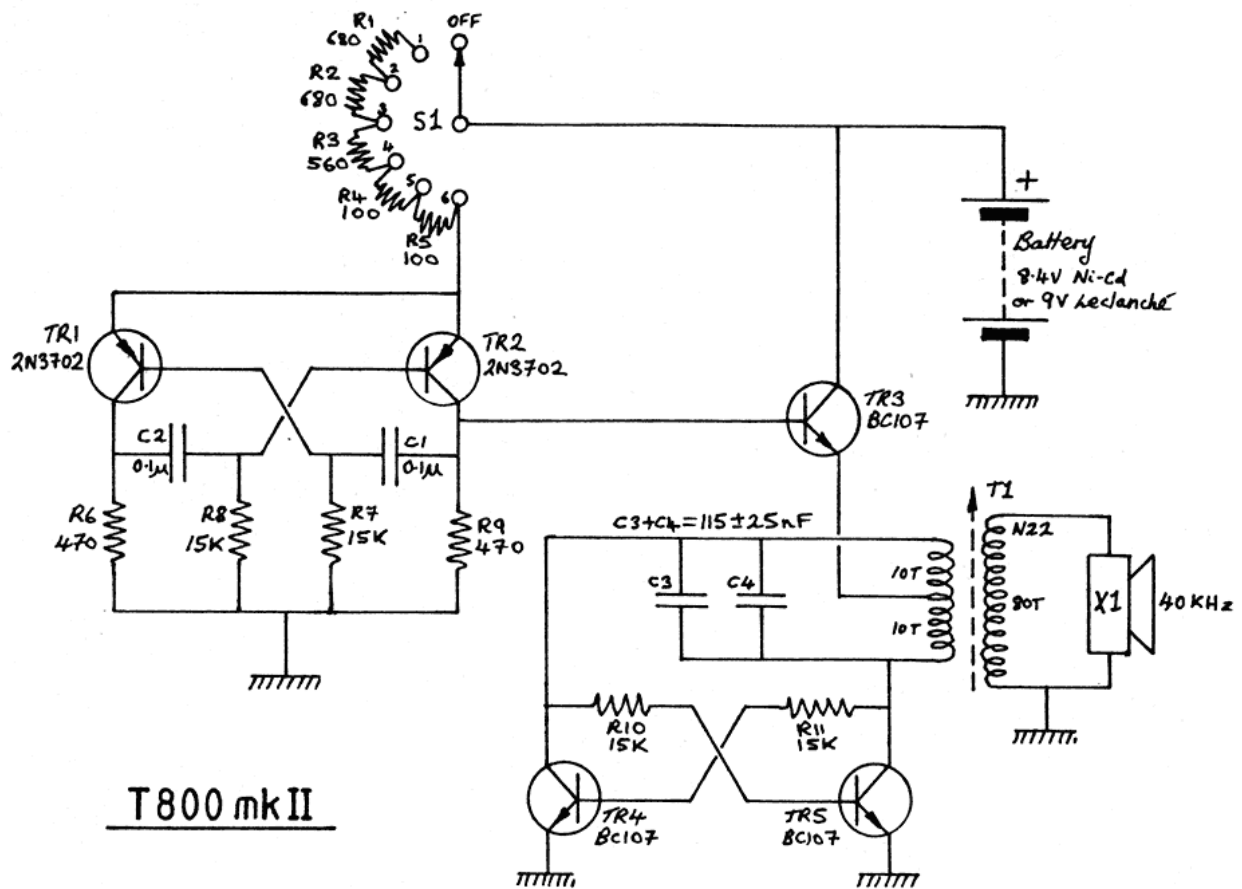 R1
680
1
OFF
R2
680
2
3
S1
R3
560
4
R4
100
5
6
R5
100
+
Battery
8.4V Ni-Cd
or 9V Leclanché
TR1
2N3702
TR2
2N3702
TR3
BC107
C2
0.1µ
C1
0.1µ
R6
470
R8
15K
R7
15K
R9
470
C3+C4=115±25nF
T1
N22
C3
C4
10T
10T
80T
X1
40KHz
R10
15K
R11
15K
TR4
BC107
TR5
BC107
T800 mkII